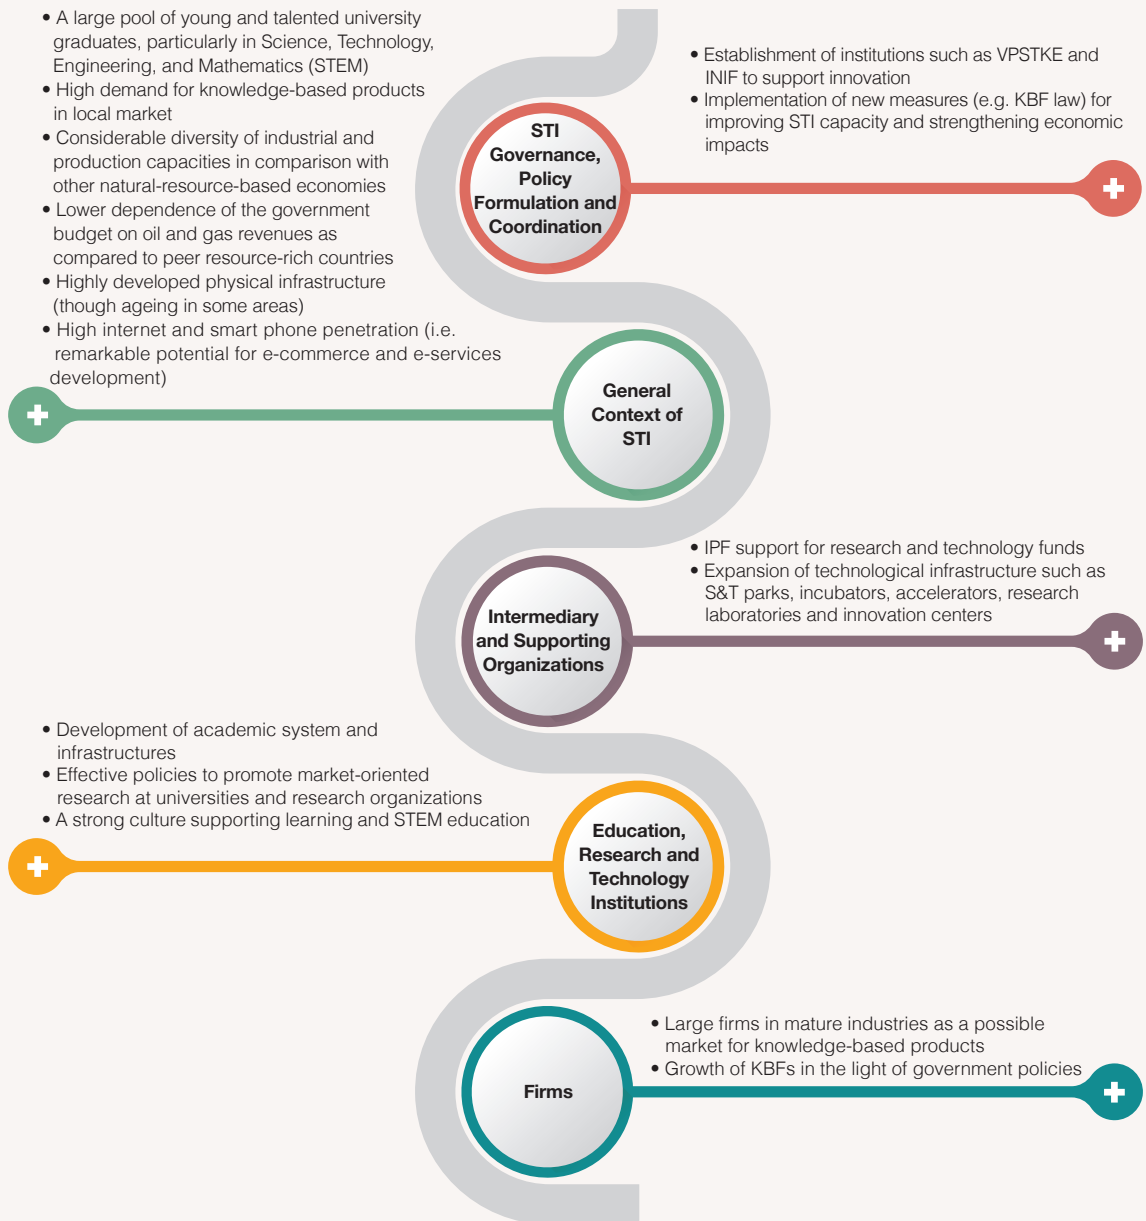 • A large pool of young and talented university
graduates, particularly in Science, Technology,
Engineering, and Mathematics (STEM)
• High demand for knowledge-based products
in local market
• Considerable diversity of industrial and
production capacities in comparison with
other natural-resource-based economies
• Lower dependence of the government
budget on oil and gas revenues as
compared to peer resource-rich countries
• Highly developed physical infrastructure
(though ageing in some areas)
• High internet and smart phone penetration (i.e.
remarkable potential for e-commerce and e-services
development)
STI
Governance,
Policy
Formulation and
Coordination
• Establishment of institutions such as VPSTKE and
INIF to support innovation
• Implementation of new measures (e.g. KBF law) for
improving STI capacity and strengthening economic
impacts
General
Context of
STI
• IPF support for research and technology funds
• Expansion of technological infrastructure such as
S&T parks, incubators, accelerators, research
laboratories and innovation centers
Intermediary
and Supporting
Organizations
• Development of academic system and
infrastructures
• Effective policies to promote market-oriented
research at universities and research organizations
• A strong culture supporting learning and STEM education
Education,
Research and
Technology
Institutions
• Large firms in mature industries as a possible
market for knowledge-based products
• Growth of KBFs in the light of government policies
Firms